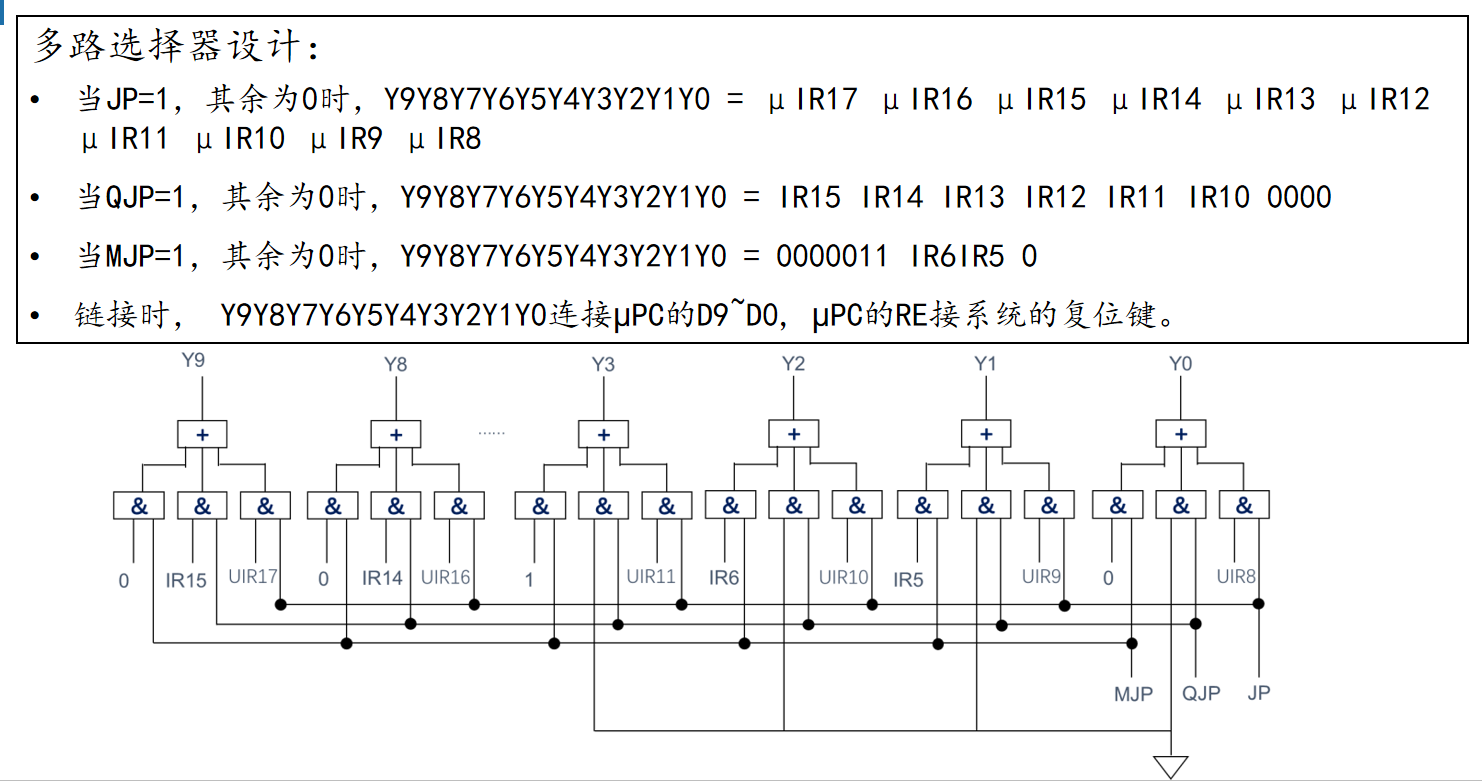 多路选择器设计：
• 当JP=1，其余为0时，Y9Y8Y7Y6Y5Y4Y3Y2Y1Y0 = μIR17 μIR16 μIR15 μIR14 μIR13 μIR12
μIR11 μIR10 μIR9 μIR8
• 当QJP=1，其余为0时，Y9Y8Y7Y6Y5Y4Y3Y2Y1Y0 = IR15 IR14 IR13 IR12 IR11 IR10 0000
• 当MJP=1，其余为0时，Y9Y8Y7Y6Y5Y4Y3Y2Y1Y0 = 0000011 IR6IR5 0
• 链接时， Y9Y8Y7Y6Y5Y4Y3Y2Y1Y0连接μPC的D9~D0，μPC的RE接系统的复位键。
Y9 Y8 Y3 Y2 Y1 Y0
+ + ...... + + + +
& & & & & & & & & & & & & & & & & &
0 IR15 UIR17 0 IR14 UIR16 1 UIR11 IR6 UIR10 IR5 UIR9 0 UIR8
MJP QJP JP